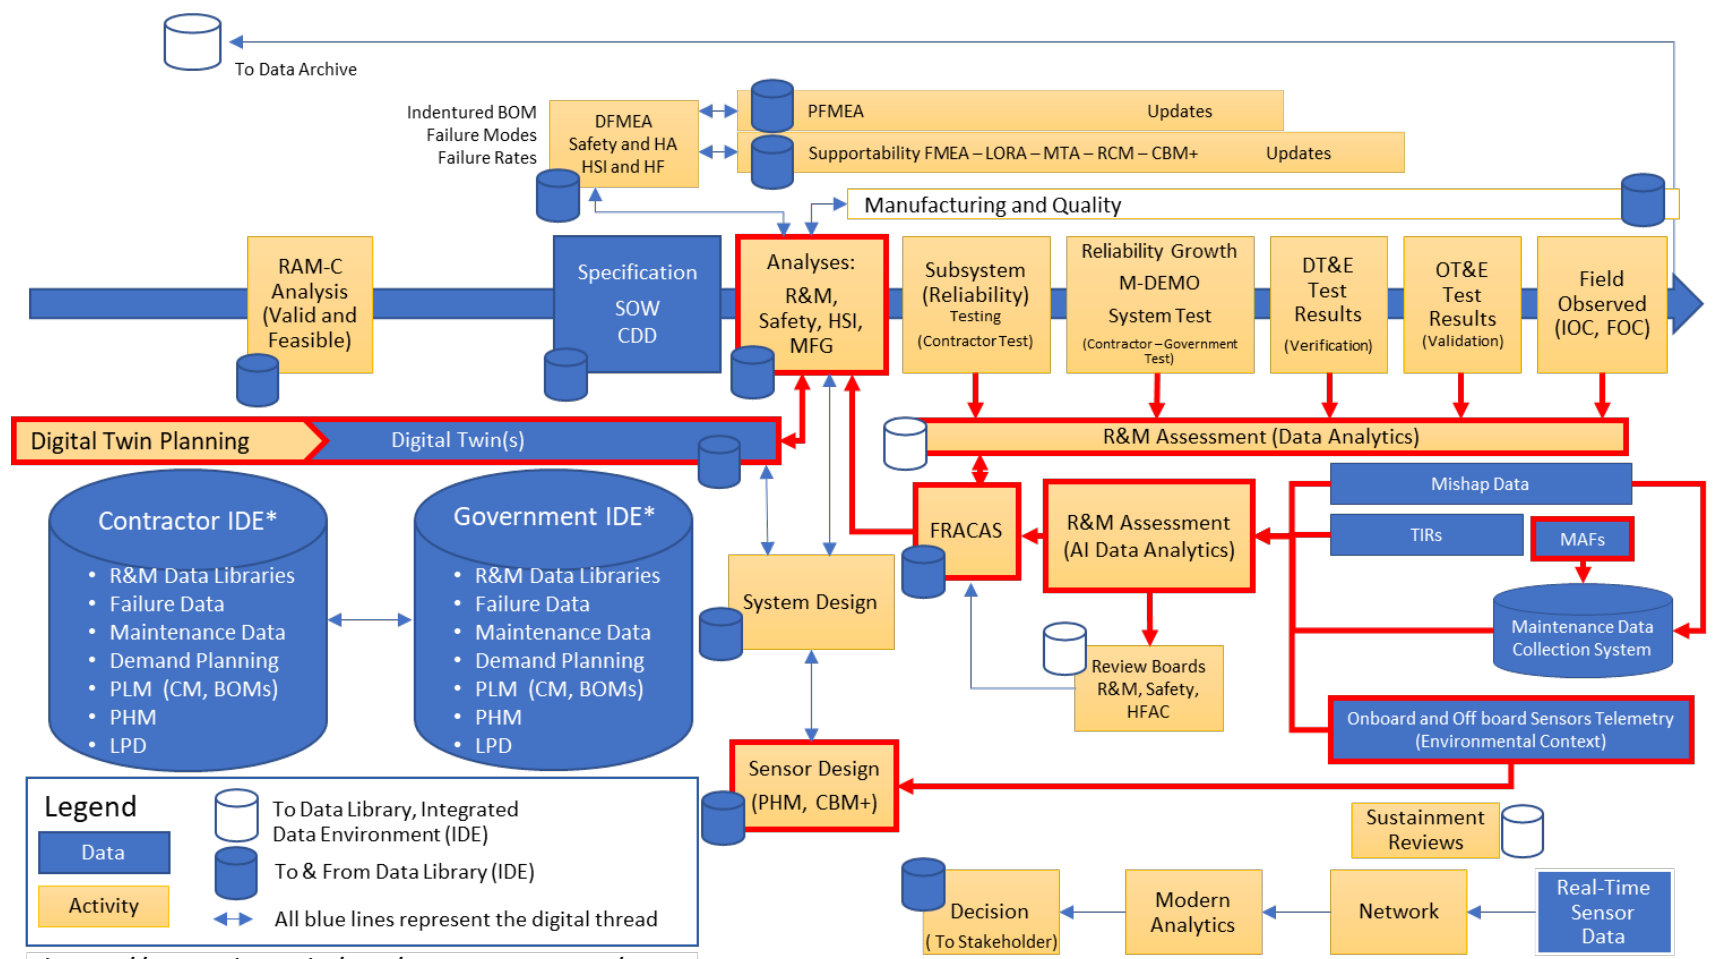 To Data Archive
Indentured BOM
Failure Modes
Failure Rates
DFMEA
Safety and HA
HSI and HF
PFMEA Updates
Supportability FMEA – LORA – MTA – RCM – CBM+ Updates
Manufacturing and Quality
RAM-C
Analysis
(Valid and
Feasible)
Specification
SOW
CDD
Analyses:
R&M,
Safety, HSI,
MFG
Subsystem
(Reliability)
Testing
(Contractor Test)
Reliability Growth
M-DEMO
System Test
(Contractor – Government
Test)
DT&E
Test
Results
(Verification)
OT&E
Test
Results
(Validation)
Field
Observed
(IOC, FOC)
Digital Twin Planning
Digital Twin(s)
R&M Assessment (Data Analytics)
Contractor IDE*
• R&M Data Libraries
• Failure Data
• Maintenance Data
• Demand Planning
• PLM (CM, BOMs)
• PHM
• LPD
Government IDE*
• R&M Data Libraries
• Failure Data
• Maintenance Data
• Demand Planning
• PLM (CM, BOMs)
• PHM
• LPD
System Design
FRACAS
R&M Assessment
(AI Data Analytics)
Mishap Data
TIRs
MAFs
Maintenance Data
Collection System
Review Boards
R&M, Safety,
HFAC
Onboard and Off board Sensors Telemetry
(Environmental Context)
Sensor Design
(PHM, CBM+)
Sustainment
Reviews
Decision
( To Stakeholder)
Modern
Analytics
Network
Real-Time
Sensor
Data
Legend
Data
Activity
To Data Library, Integrated
Data Environment (IDE)
To & From Data Library (IDE)
All blue lines represent the digital thread